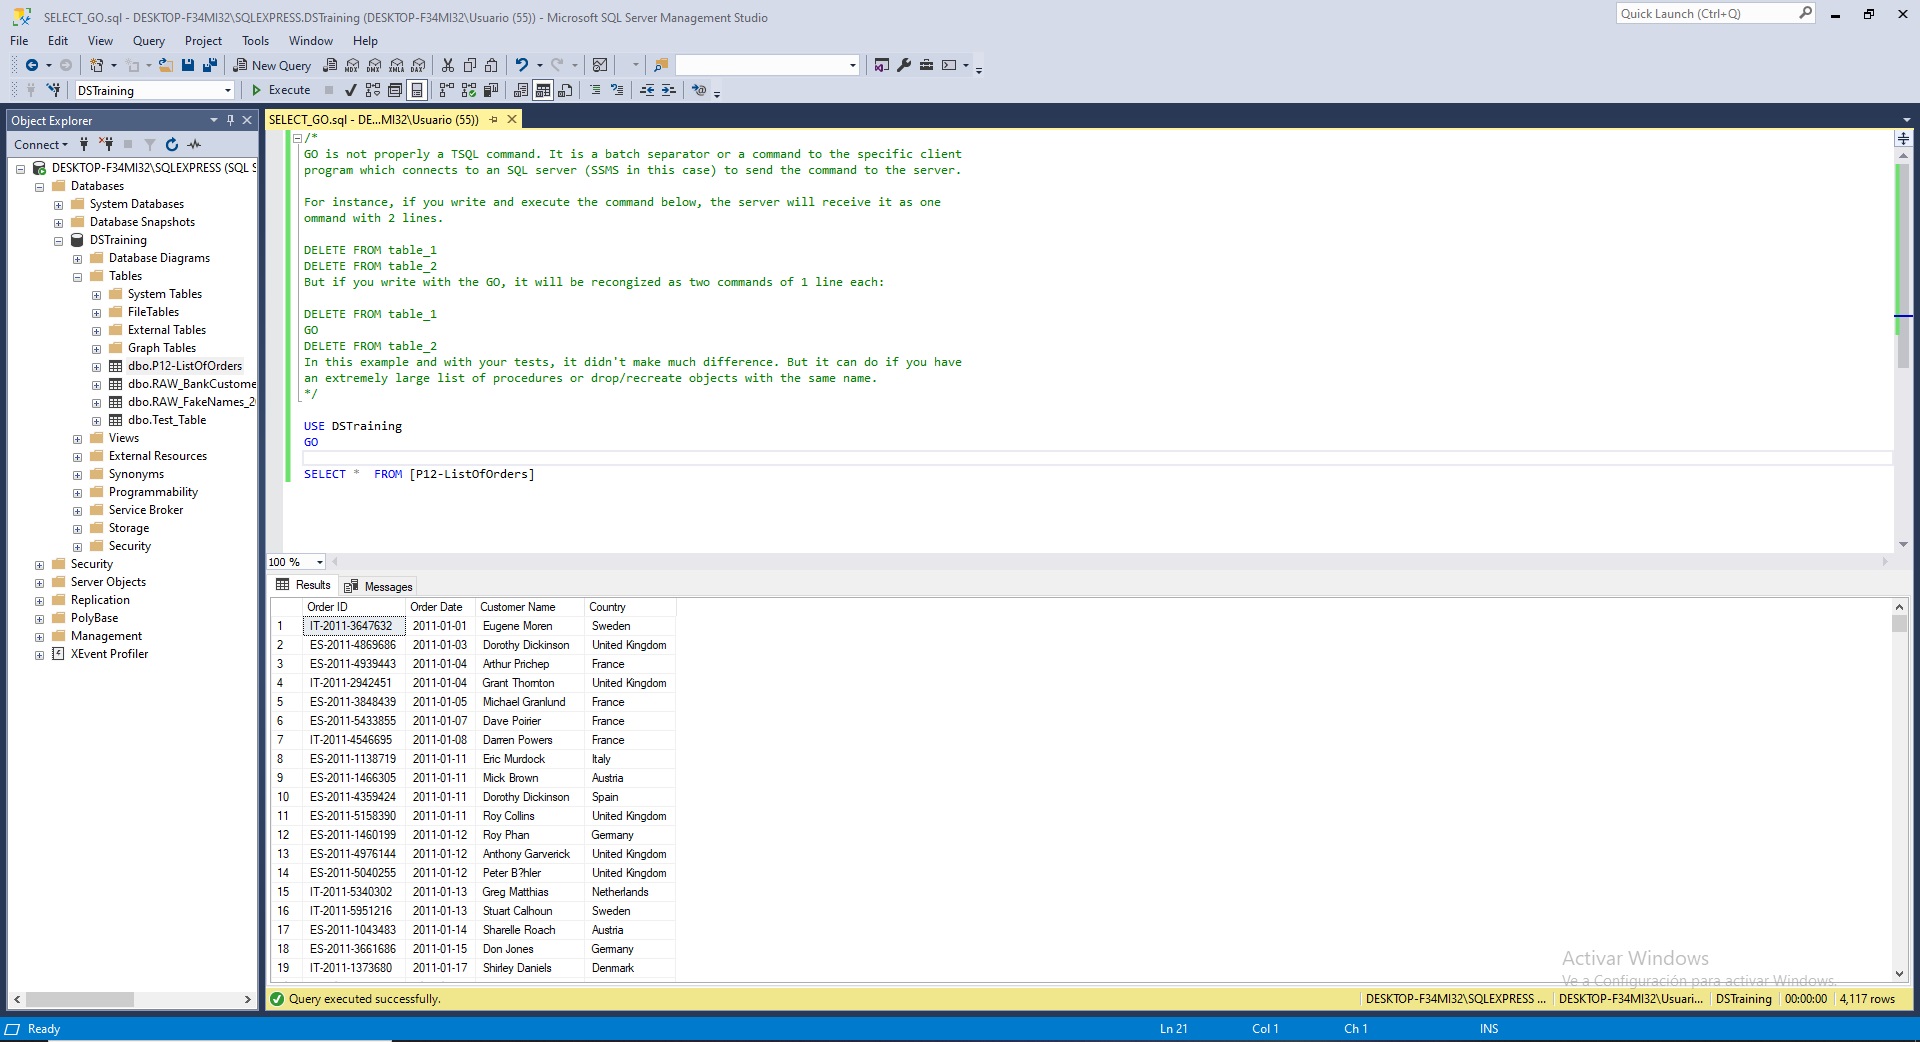 SELECT_GO.sql - DESKTOP-F34MI32\SQLEXPRESS.DSTraining (DESKTOP-F34MI32\Usuario (55)) - Microsoft SQL Server Management Studio
Quick Launch (Ctrl+Q)
File Edit View Query Project Tools Window Help
New Query
MDX DMX XMLA DAX
DSTraining
Execute
Object Explorer
Connect
DESKTOP-F34MI32\SQLEXPRESS (SQL S
Databases
System Databases
Database Snapshots
DSTraining
Database Diagrams
Tables
System Tables
FileTables
External Tables
Graph Tables
dbo.P12-ListOfOrders
dbo.RAW_BankCustome
dbo.RAW_FakeNames_2
dbo.Test_Table
Views
External Resources
Synonyms
Programmability
Service Broker
Storage
Security
Security
Server Objects
Replication
PolyBase
Management
XEvent Profiler
SELECT_GO.sql - DE...MI32\Usuario (55))
/*
GO is not properly a TSQL command. It is a batch separator or a command to the specific client
program which connects to an SQL server (SSMS in this case) to send the command to the server.
For instance, if you write and execute the command below, the server will receive it as one
ommand with 2 lines.
DELETE FROM table_1
DELETE FROM table_2
But if you write with the GO, it will be recongized as two commands of 1 line each:
DELETE FROM table_1
GO
DELETE FROM table_2
In this example and with your tests, it didn't make much difference. But it can do if you have
an extremely large list of procedures or drop/recreate objects with the same name.
*/
USE DSTraining
GO
SELECT *  FROM [P12-ListOfOrders]
100 %
Results Messages
Order ID Order Date Customer Name Country
1 IT-2011-3647632 2011-01-01 Eugene Moren Sweden
2 ES-2011-4869686 2011-01-03 Dorothy Dickinson United Kingdom
3 ES-2011-4939443 2011-01-04 Arthur Prichep France
4 IT-2011-2942451 2011-01-04 Grant Thornton United Kingdom
5 ES-2011-3848439 2011-01-05 Michael Granlund France
6 ES-2011-5433855 2011-01-07 Dave Poirier France
7 IT-2011-4546695 2011-01-08 Darren Powers France
8 ES-2011-1138719 2011-01-11 Eric Murdock Italy
9 ES-2011-1466305 2011-01-11 Mick Brown Austria
10 ES-2011-4359424 2011-01-11 Dorothy Dickinson Spain
11 ES-2011-5158390 2011-01-11 Roy Collins United Kingdom
12 ES-2011-1460199 2011-01-12 Roy Phan Germany
13 ES-2011-4976144 2011-01-12 Anthony Garverick United Kingdom
14 ES-2011-5040255 2011-01-12 Peter B?hler United Kingdom
15 IT-2011-5340302 2011-01-13 Greg Matthias Netherlands
16 IT-2011-5951216 2011-01-13 Stuart Calhoun Sweden
17 ES-2011-1043483 2011-01-14 Sharelle Roach Austria
18 ES-2011-3661686 2011-01-15 Don Jones Germany
19 IT-2011-1373680 2011-01-17 Shirley Daniels Denmark
Activar Windows
Ve a Configuración para activar Windows.
Query executed successfully.
DESKTOP-F34MI32\SQLEXPRESS ... DESKTOP-F34MI32\Usuari... DSTraining 00:00:00 4,117 rows
Ready
Ln 21 Col 1 Ch 1 INS